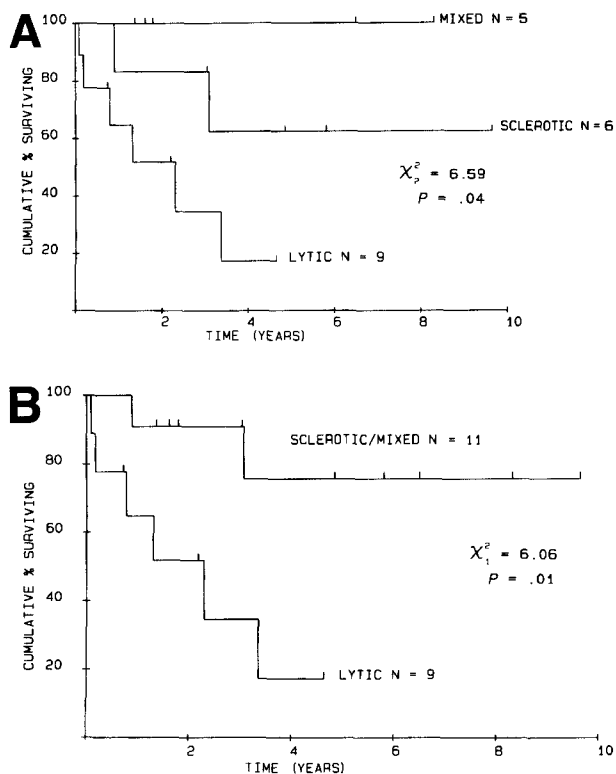 A
CUMULATIVE % SURVIVING
100
80
60
40
20
MIXED N = 5
SCLEROTIC N = 6
χ²₂ = 6.59
P = .04
LYTIC N = 9
2 4 6 8 10
TIME (YEARS)
B
CUMULATIVE % SURVIVING
100
80
60
40
20
SCLEROTIC/MIXED N = 11
χ²₁ = 6.06
P = .01
LYTIC N = 9
2 4 6 8 10
TIME (YEARS)